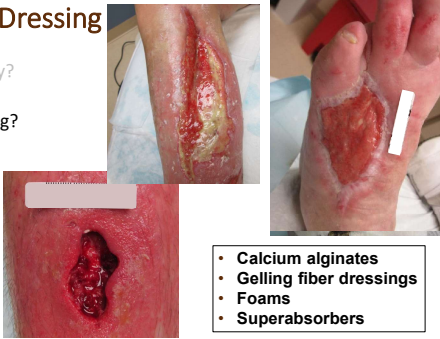 Dressing
y?
g?
• Calcium alginates
• Gelling fiber dressings
• Foams
• Superabsorbers